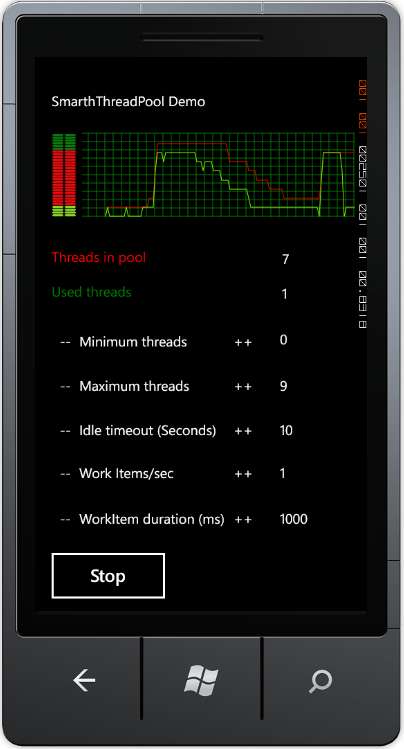 SmarthThreadPool Demo
Threads in pool 7
Used threads 1
-- Minimum threads ++ 0
-- Maximum threads ++ 9
-- Idle timeout (Seconds) ++ 10
-- Work Items/sec ++ 1
-- WorkItem duration (ms) ++ 1000
Stop